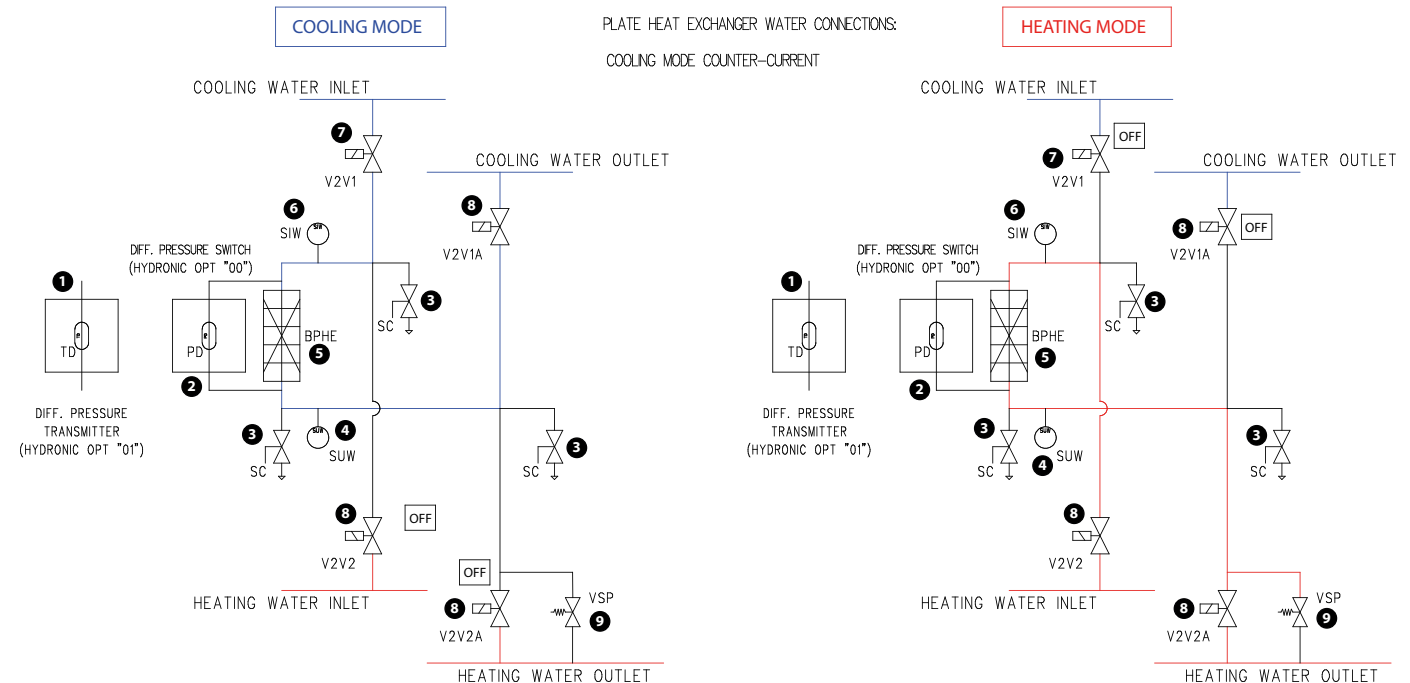 COOLING MODE
PLATE HEAT EXCHANGER WATER CONNECTIONS:
COOLING MODE COUNTER-CURRENT
HEATING MODE
COOLING WATER INLET
7
V2V1
COOLING WATER OUTLET
8
V2V1A
6
SIW
SIW
DIFF. PRESSURE SWITCH
(HYDRONIC OPT "00")
1
TD
PD
2
BPHE
5
SC
3
DIFF. PRESSURE
TRANSMITTER
(HYDRONIC OPT "01")
3
SC
4
SUW
SUW
SC
3
8
OFF
V2V2
HEATING WATER INLET
OFF
8
V2V2A
VSP
9
HEATING WATER OUTLET
COOLING WATER INLET
7
OFF
V2V1
COOLING WATER OUTLET
8
OFF
V2V1A
6
SIW
SIW
DIFF. PRESSURE SWITCH
(HYDRONIC OPT "00")
1
TD
PD
2
BPHE
5
SC
3
DIFF. PRESSURE
TRANSMITTER
(HYDRONIC OPT "01")
3
SC
SUW
SUW
4
SC
3
8
V2V2
HEATING WATER INLET
8
V2V2A
VSP
9
HEATING WATER OUTLET